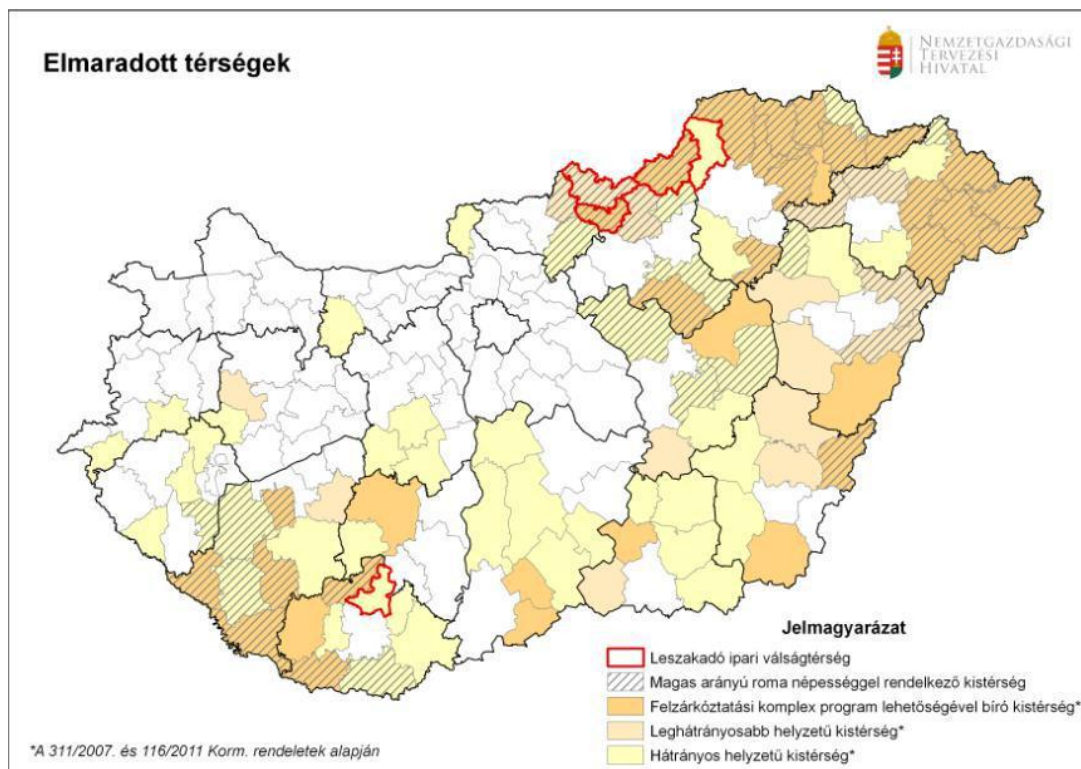 Elmaradott térségek
NEMZETGAZDASÁGI
TERVEZÉSI
HIVATAL
Jelmagyarázat
Leszakadó ipari válságtérség
Magas arányú roma népességgel rendelkező kistérség
Felzárkóztatási komplex program lehetőségével bíró kistérség*
Leghátrányosabb helyzetű kistérség*
Hátrányos helyzetű kistérség*
*A 311/2007. és 116/2011 Korm. rendeletek alapján